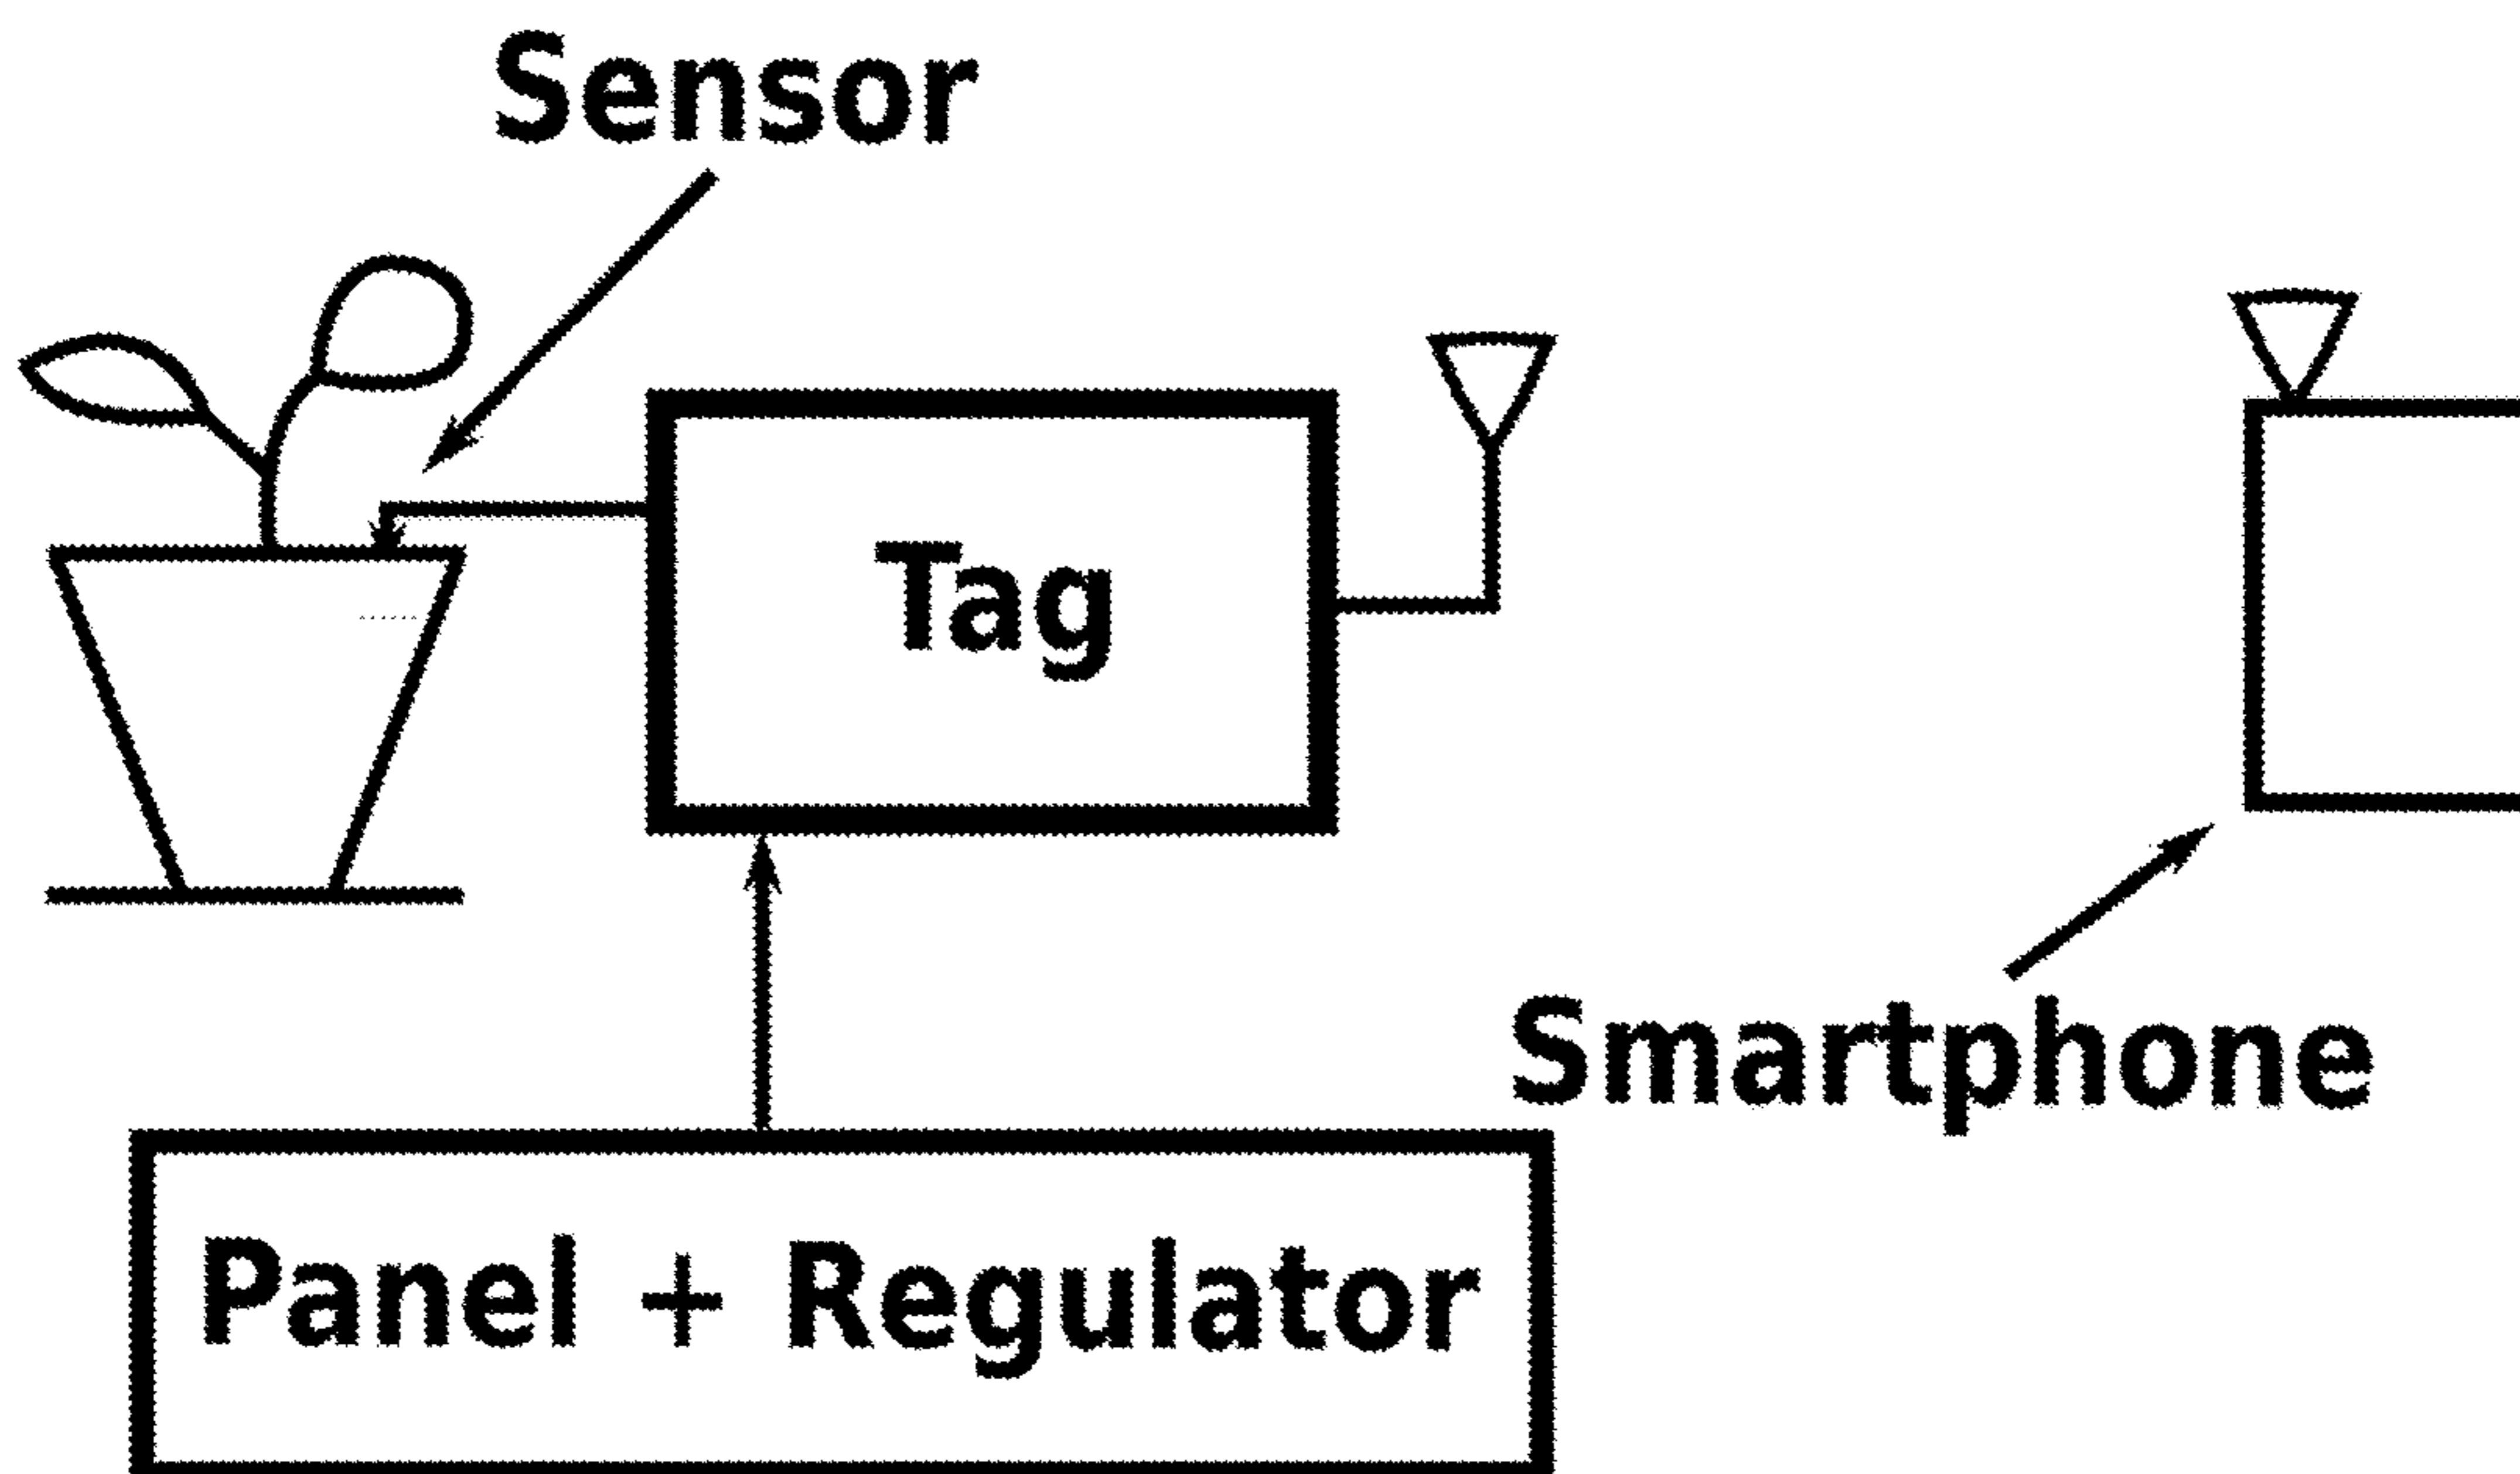 Sensor
Tag
Smartphone
Panel + Regulator